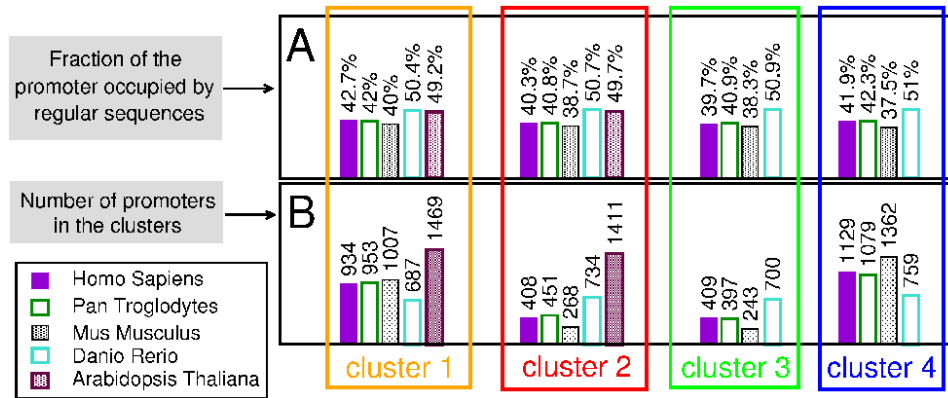 Fraction of the
promoter occupied by
regular sequences
A
42.7%
42%
40%
50.4%
49.2%
40.3%
40.8%
38.7%
50.7%
49.7%
39.7%
40.9%
38.3%
50.9%
41.9%
42.3%
37.5%
51%
Number of promoters
in the clusters
B
934
953
1007
687
1469
408
451
268
734
1411
409
397
243
700
1129
1079
1362
759
Homo Sapiens
Pan Troglodytes
Mus Musculus
Danio Rerio
Arabidopsis Thaliana
cluster 1
cluster 2
cluster 3
cluster 4